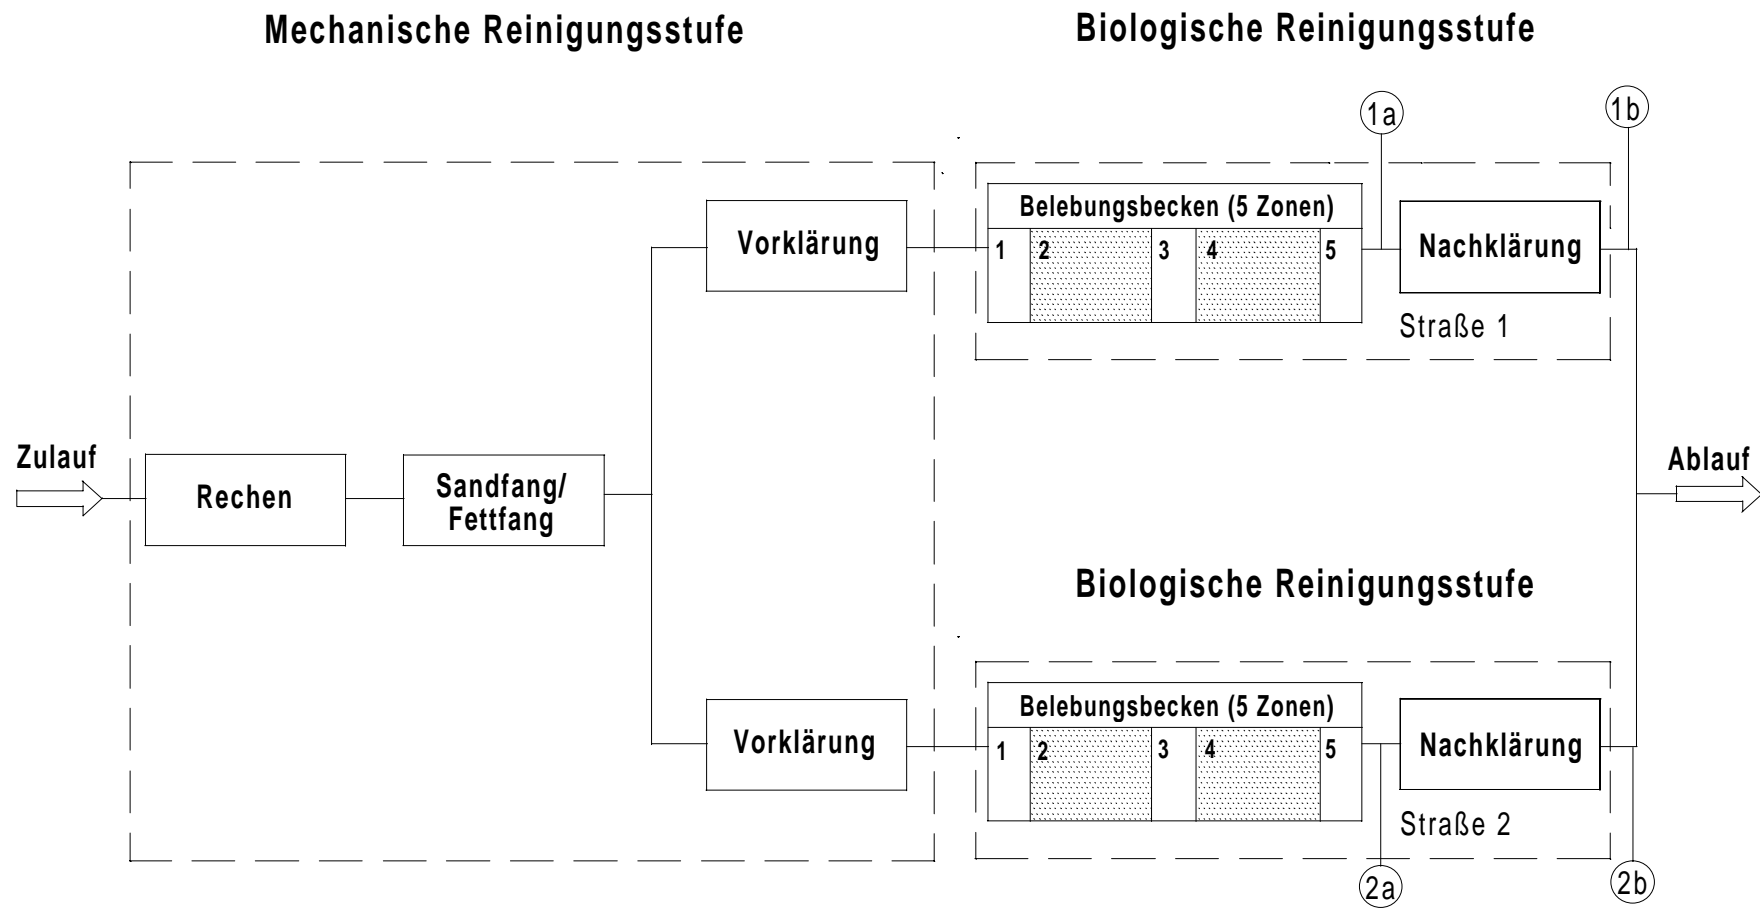 Mechanische Reinigungsstufe
Biologische Reinigungsstufe
1a
1b
Belebungsbecken (5 Zonen)
Vorklärung
1 2 3 4 5
Nachklärung
Straße 1
Zulauf
Rechen
Sandfang/
Fettfang
Ablauf
Biologische Reinigungsstufe
Belebungsbecken (5 Zonen)
Vorklärung
1 2 3 4 5
Nachklärung
Straße 2
2a
2b